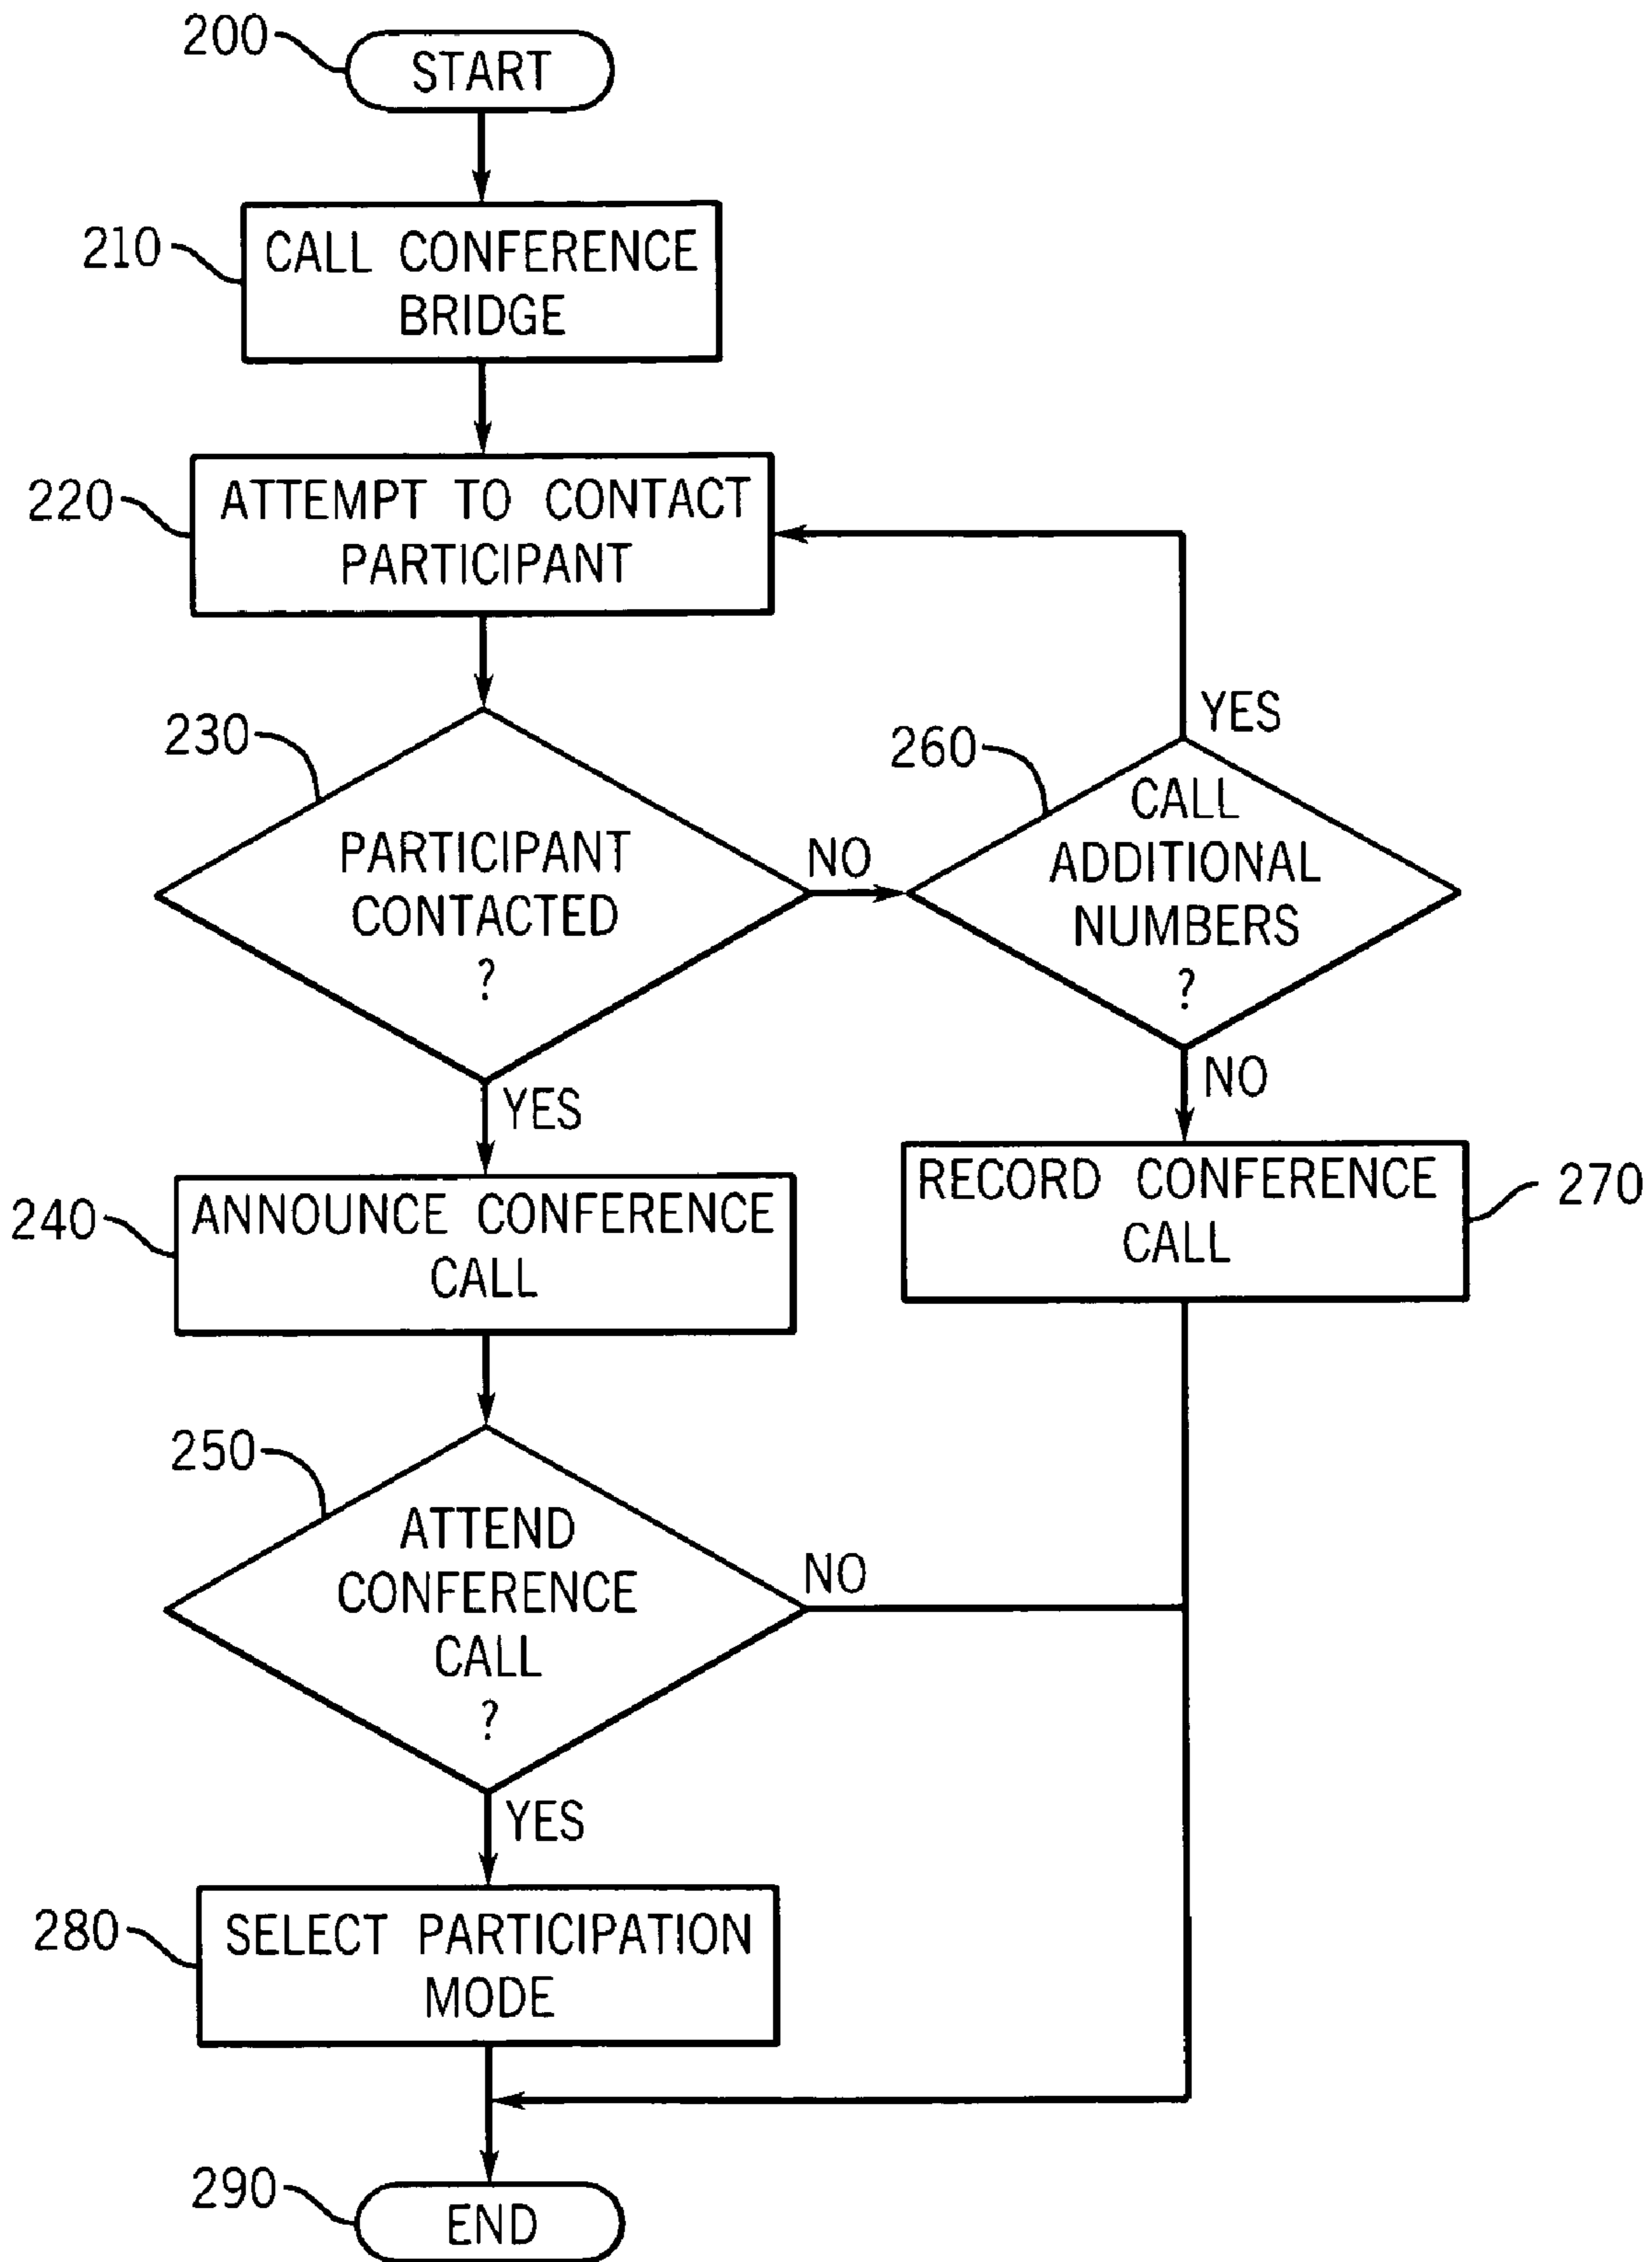 200
START
210
CALL CONFERENCE
BRIDGE
220
ATTEMPT TO CONTACT
PARTICIPANT
230
PARTICIPANT
CONTACTED
?
NO
YES
260
CALL
ADDITIONAL
NUMBERS
?
YES
NO
240
ANNOUNCE CONFERENCE
CALL
RECORD CONFERENCE
CALL
270
250
ATTEND
CONFERENCE
CALL
?
NO
YES
280
SELECT PARTICIPATION
MODE
290
END